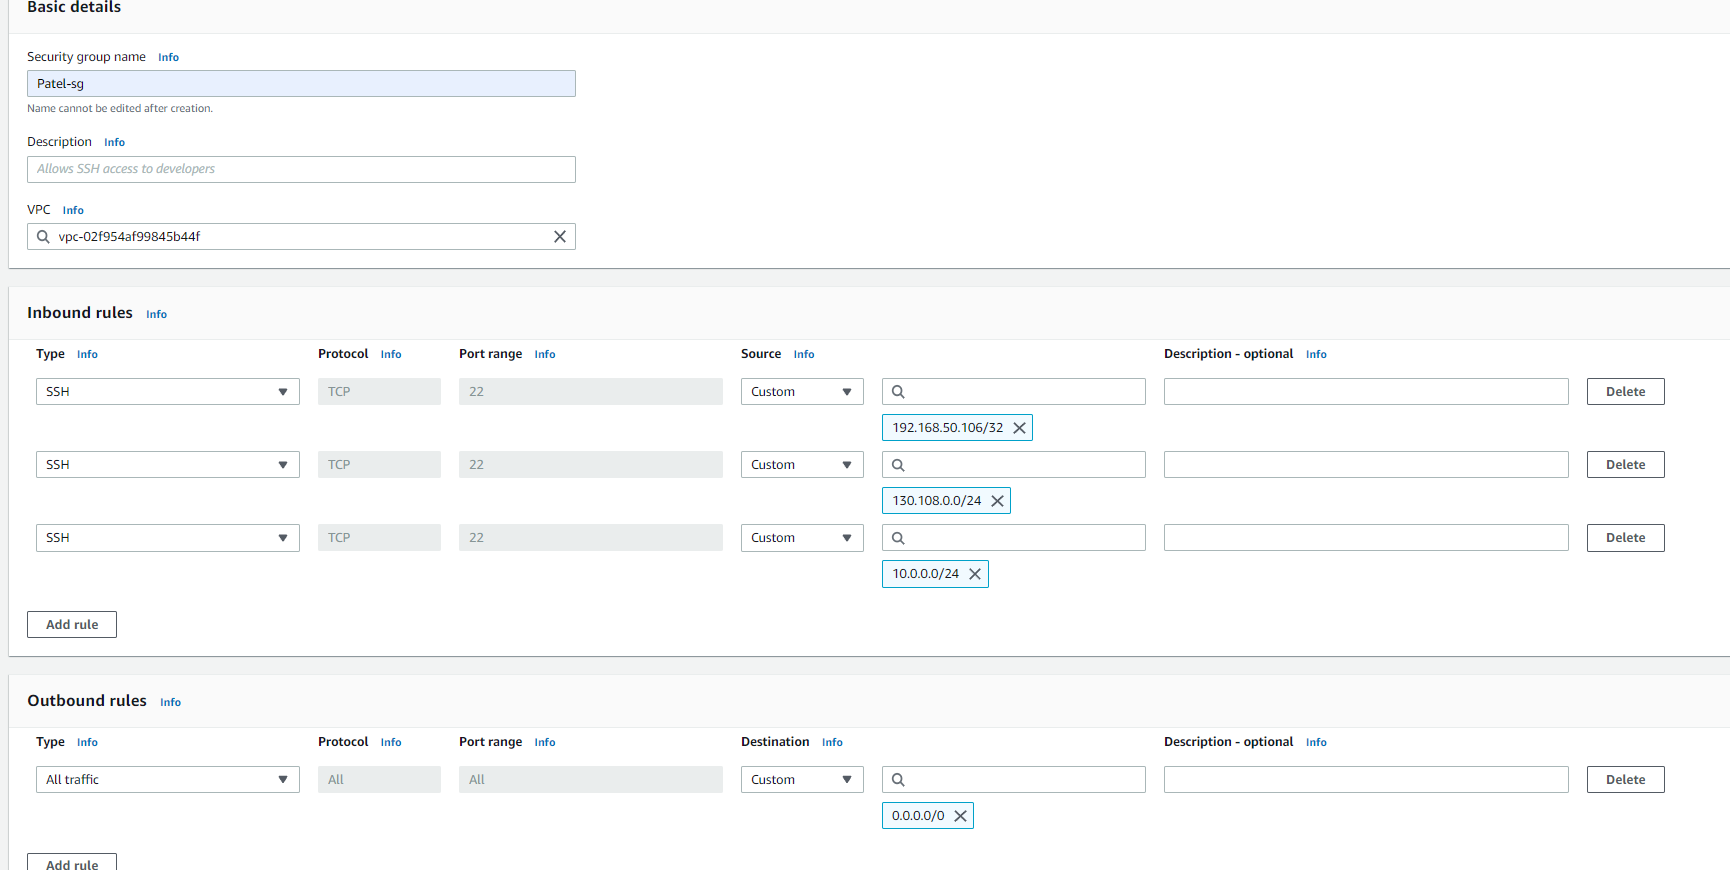 Basic details
Security group name Info
Patel-sg
Name cannot be edited after creation.
Description Info
Allows SSH access to developers
VPC Info
vpc-02f954af99845b44f
Inbound rules Info
Type Info Protocol Info Port range Info Source Info Description - optional Info
SSH TCP 22 Custom Delete
192.168.50.106/32
SSH TCP 22 Custom Delete
130.108.0.0/24
SSH TCP 22 Custom Delete
10.0.0.0/24
Add rule
Outbound rules Info
Type Info Protocol Info Port range Info Destination Info Description - optional Info
All traffic All All Custom Delete
0.0.0.0/0
Add rule